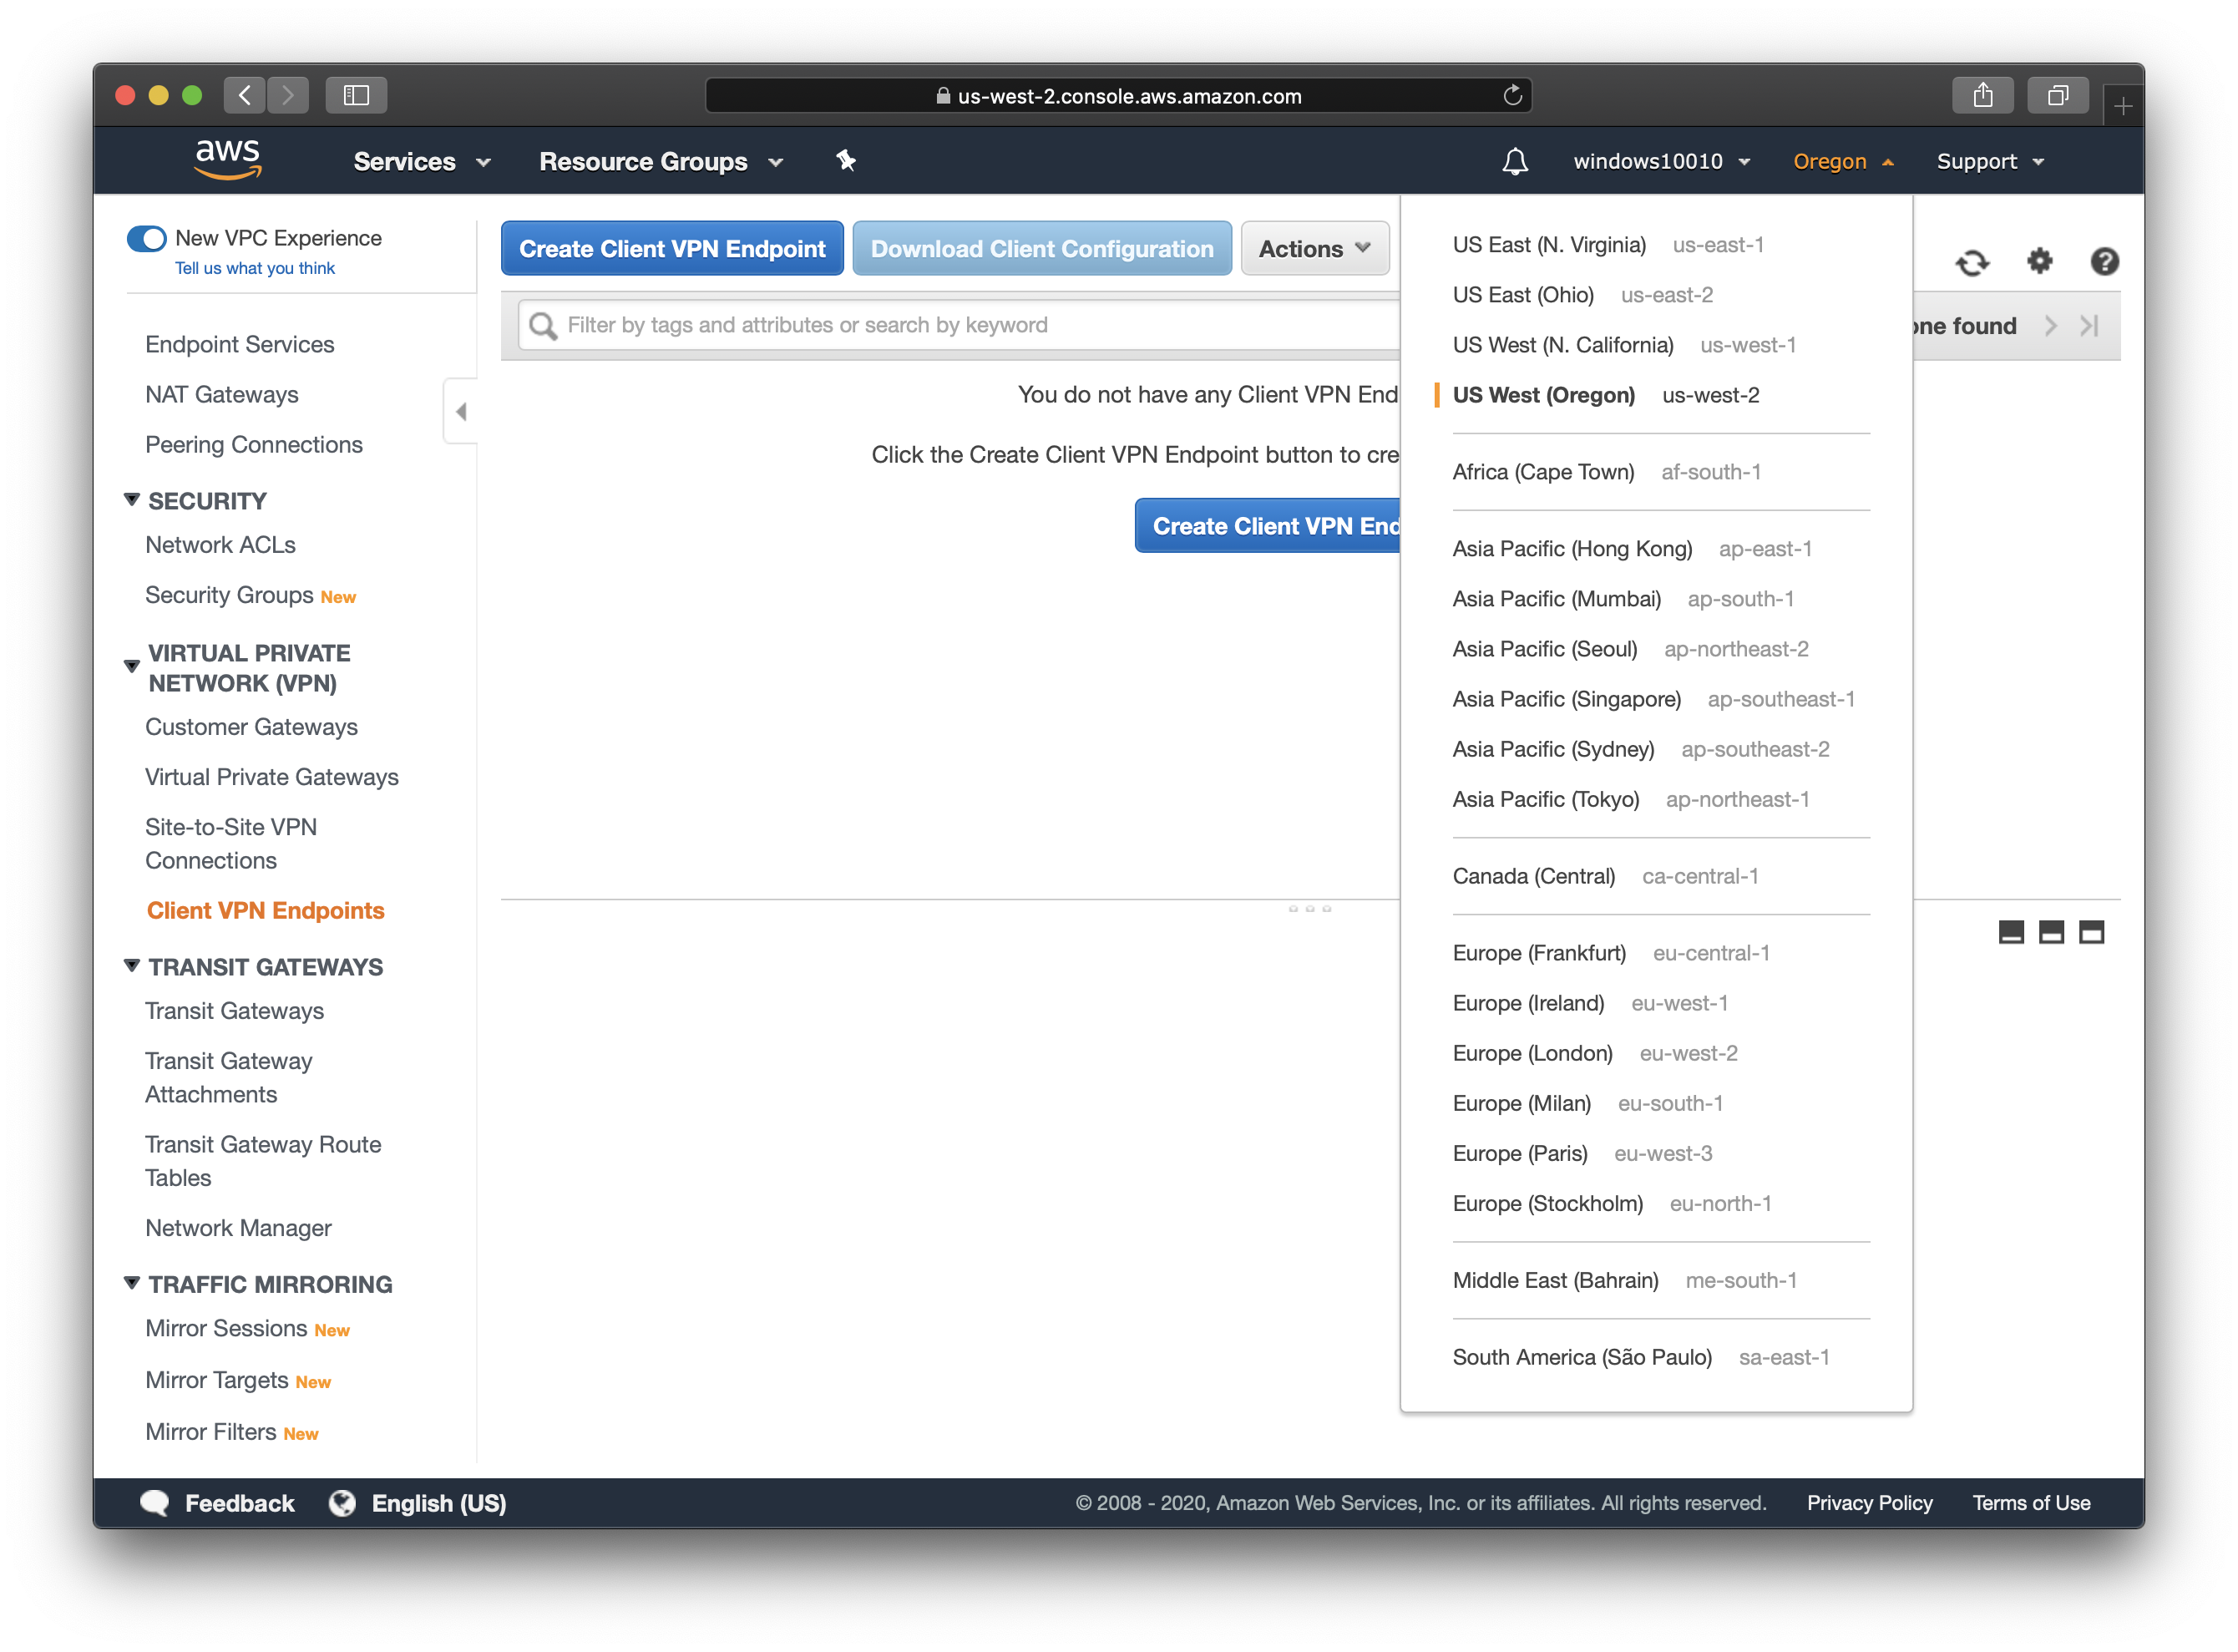 us-west-2.console.aws.amazon.com
aws Services Resource Groups windows10010 Oregon Support
New VPC Experience
Tell us what you think
Endpoint Services
NAT Gateways
Peering Connections
SECURITY
Network ACLs
Security Groups New
VIRTUAL PRIVATE
NETWORK (VPN)
Customer Gateways
Virtual Private Gateways
Site-to-Site VPN
Connections
Client VPN Endpoints
TRANSIT GATEWAYS
Transit Gateways
Transit Gateway
Attachments
Transit Gateway Route
Tables
Network Manager
TRAFFIC MIRRORING
Mirror Sessions New
Mirror Targets New
Mirror Filters New
Create Client VPN Endpoint Download Client Configuration Actions
Filter by tags and attributes or search by keyword
one found
You do not have any Client VPN End
Click the Create Client VPN Endpoint button to cre
Create Client VPN End
US East (N. Virginia) us-east-1
US East (Ohio) us-east-2
US West (N. California) us-west-1
US West (Oregon) us-west-2
Africa (Cape Town) af-south-1
Asia Pacific (Hong Kong) ap-east-1
Asia Pacific (Mumbai) ap-south-1
Asia Pacific (Seoul) ap-northeast-2
Asia Pacific (Singapore) ap-southeast-1
Asia Pacific (Sydney) ap-southeast-2
Asia Pacific (Tokyo) ap-northeast-1
Canada (Central) ca-central-1
Europe (Frankfurt) eu-central-1
Europe (Ireland) eu-west-1
Europe (London) eu-west-2
Europe (Milan) eu-south-1
Europe (Paris) eu-west-3
Europe (Stockholm) eu-north-1
Middle East (Bahrain) me-south-1
South America (São Paulo) sa-east-1
Feedback English (US) © 2008 - 2020, Amazon Web Services, Inc. or its affiliates. All rights reserved. Privacy Policy Terms of Use